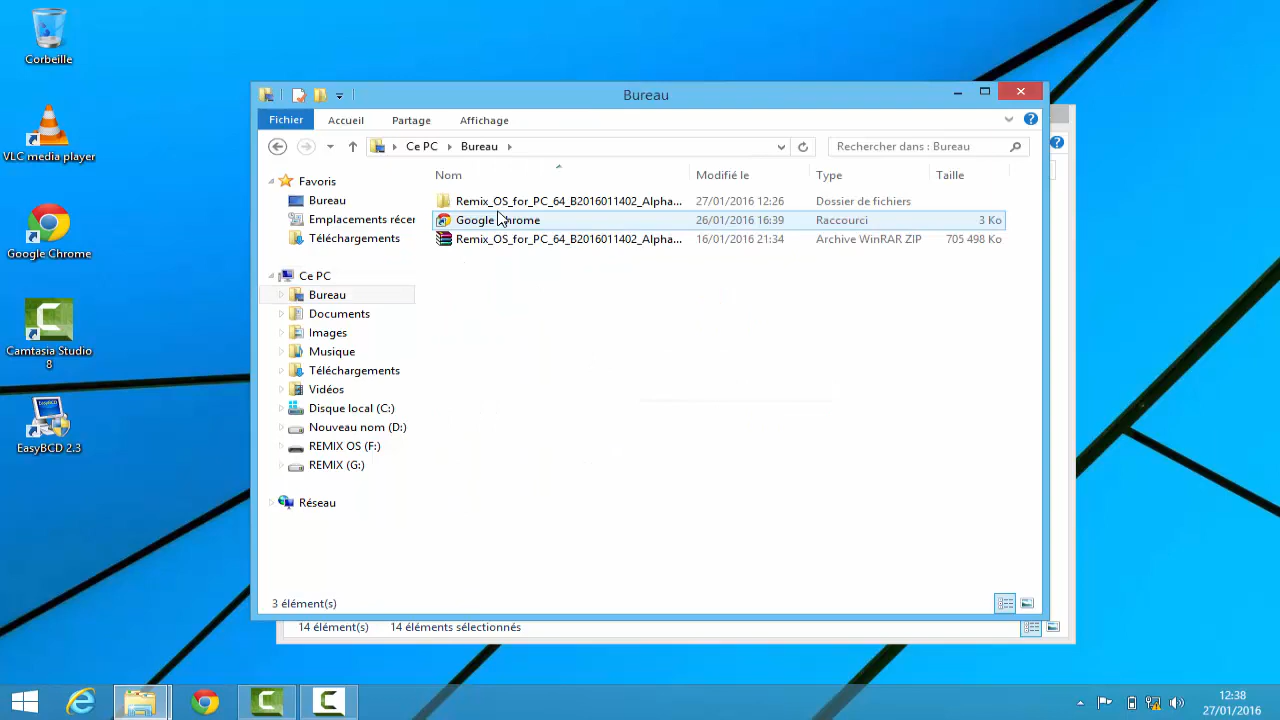 Corbeille
VLC media player
Google Chrome
Camtasia Studio
8
EasyBCD 2.3
Bureau
Fichier
Accueil
Partage
Affichage
Ce PC
Bureau
Rechercher dans : Bureau
Nom
Modifié le
Type
Taille
Remix_OS_for_PC_64_B2016011402_Alpha... 27/01/2016 12:26 Dossier de fichiers
Google Chrome 26/01/2016 16:39 Raccourci 3 Ko
Remix_OS_for_PC_64_B2016011402_Alpha... 16/01/2016 21:34 Archive WinRAR ZIP 705 498 Ko
Favoris
Bureau
Emplacements récer
Téléchargements
Ce PC
Bureau
Documents
Images
Musique
Téléchargements
Vidéos
Disque local (C:)
Nouveau nom (D:)
REMIX OS (F:)
REMIX (G:)
Réseau
3 élément(s)
14 élément(s) 14 éléments sélectionnés
12:38
27/01/2016